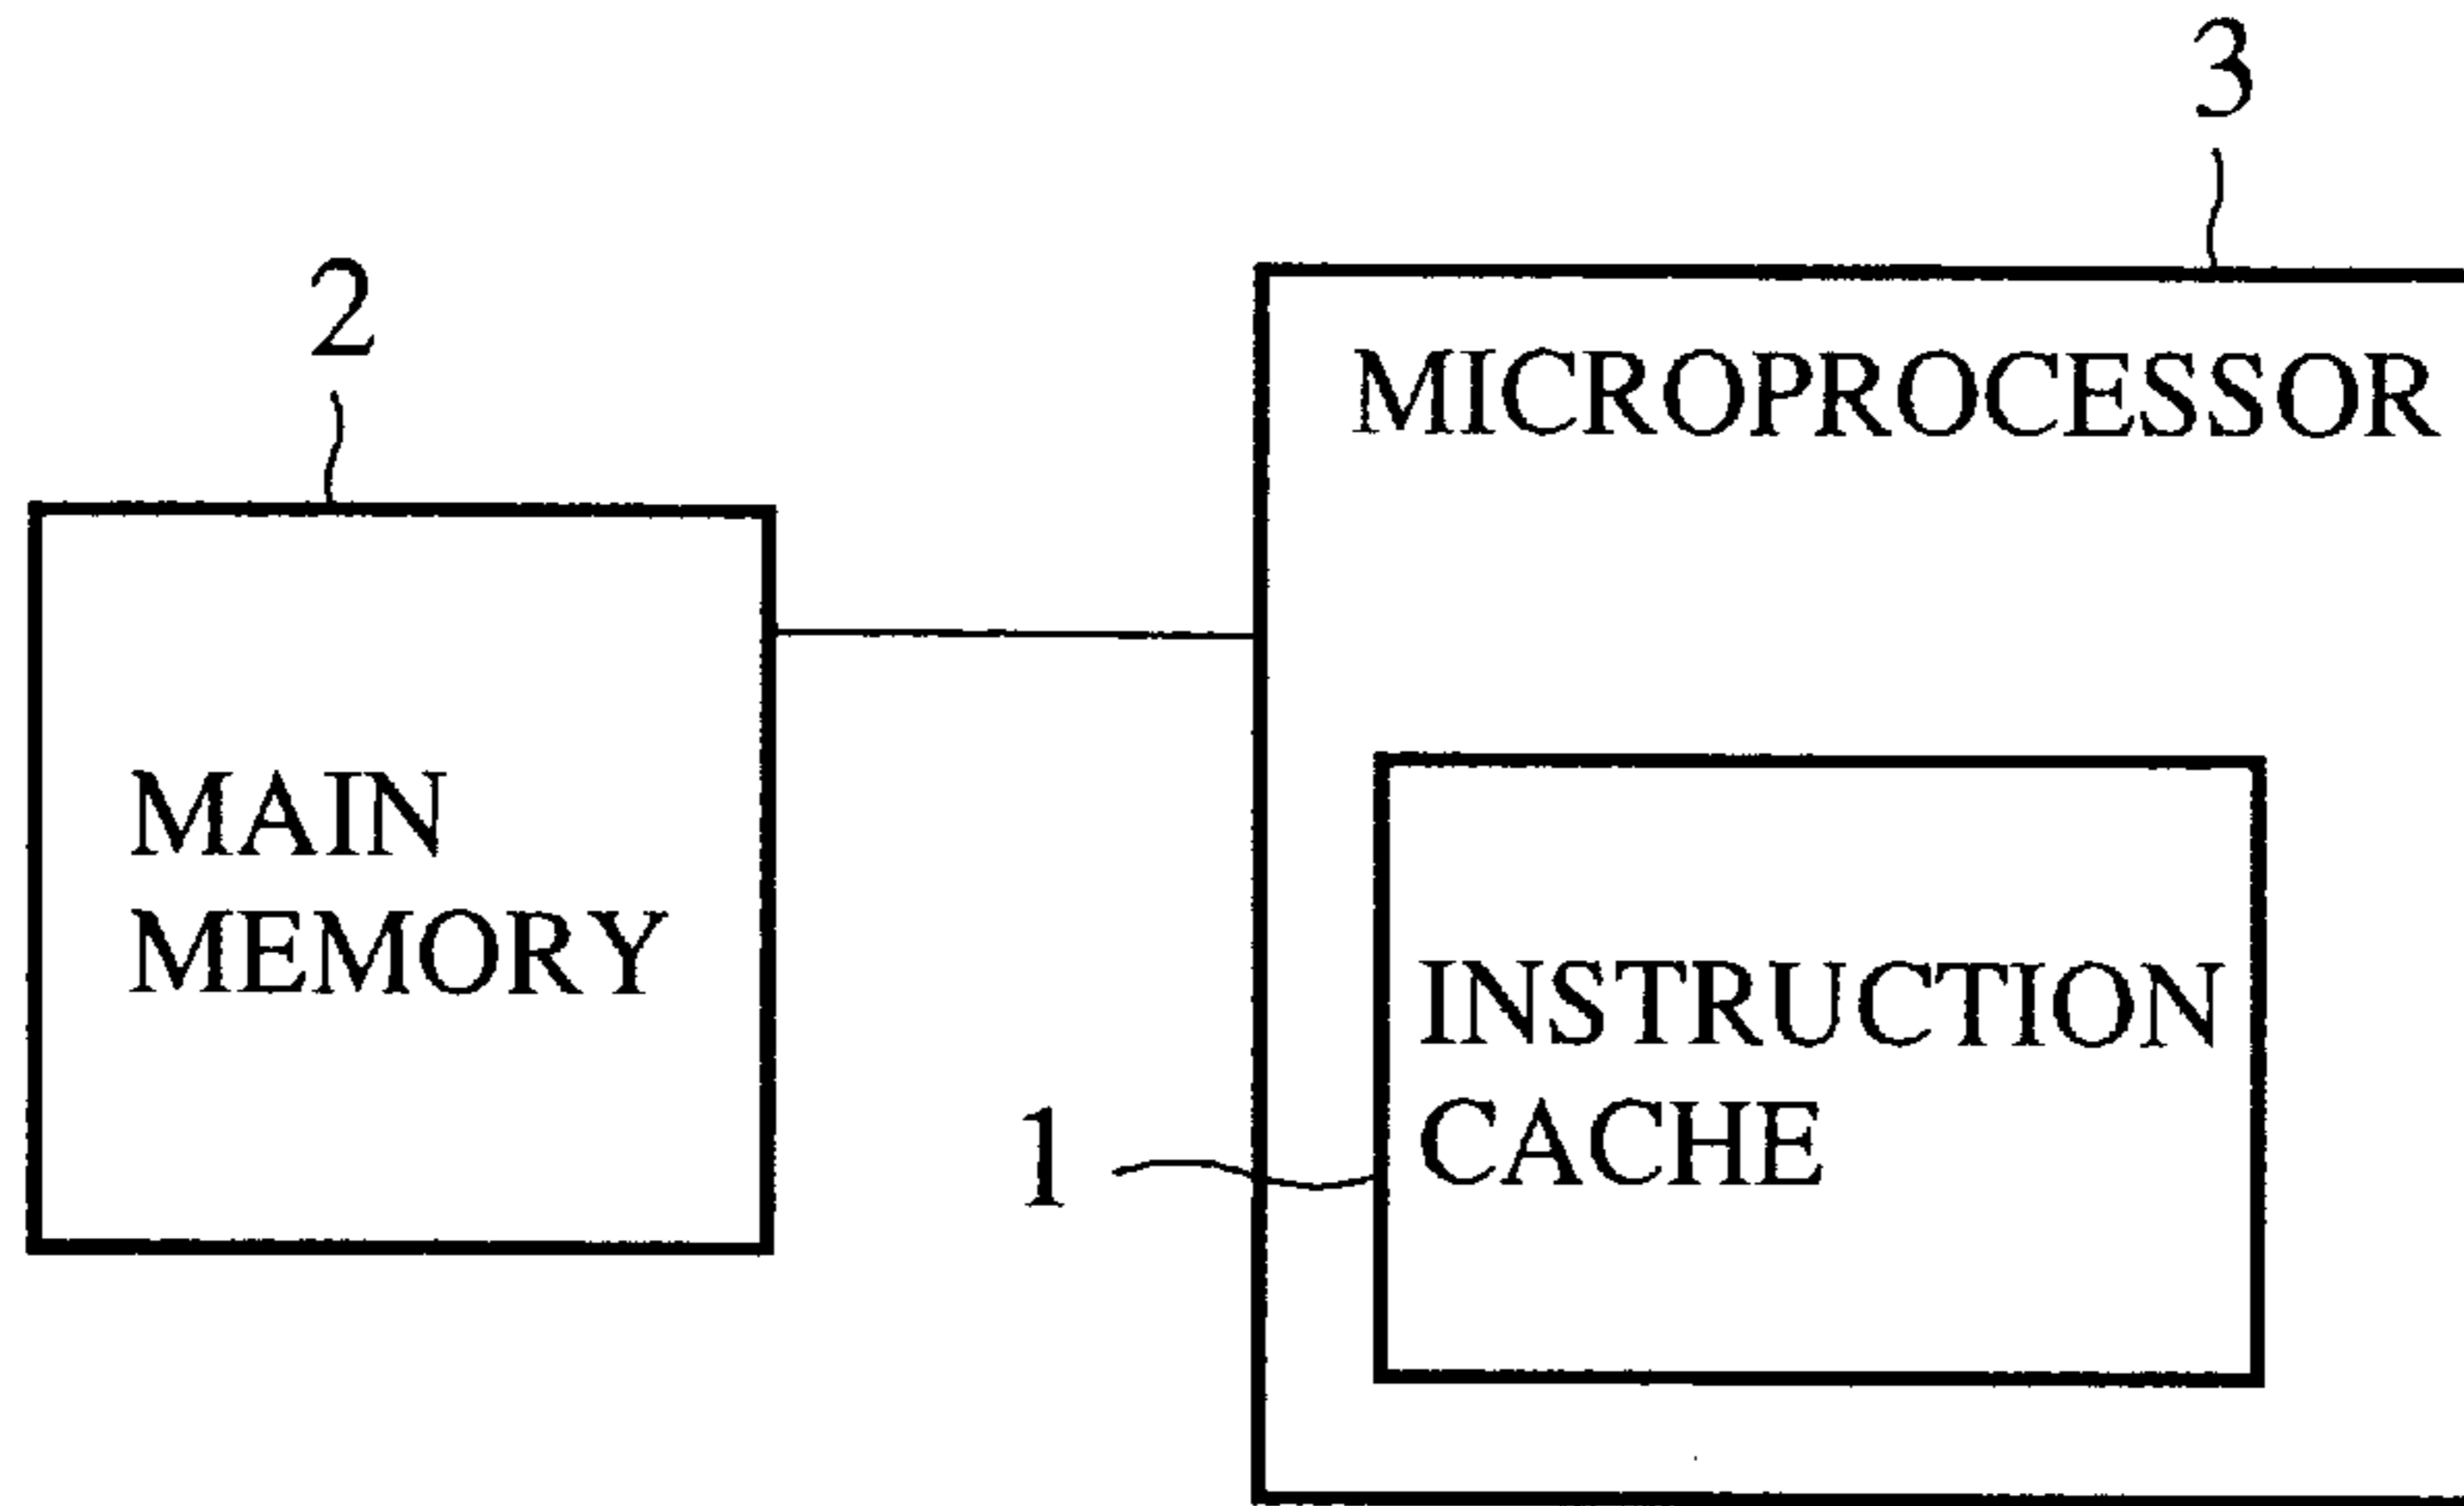 3
2
MICROPROCESSOR
MAIN
MEMORY
INSTRUCTION
CACHE
1